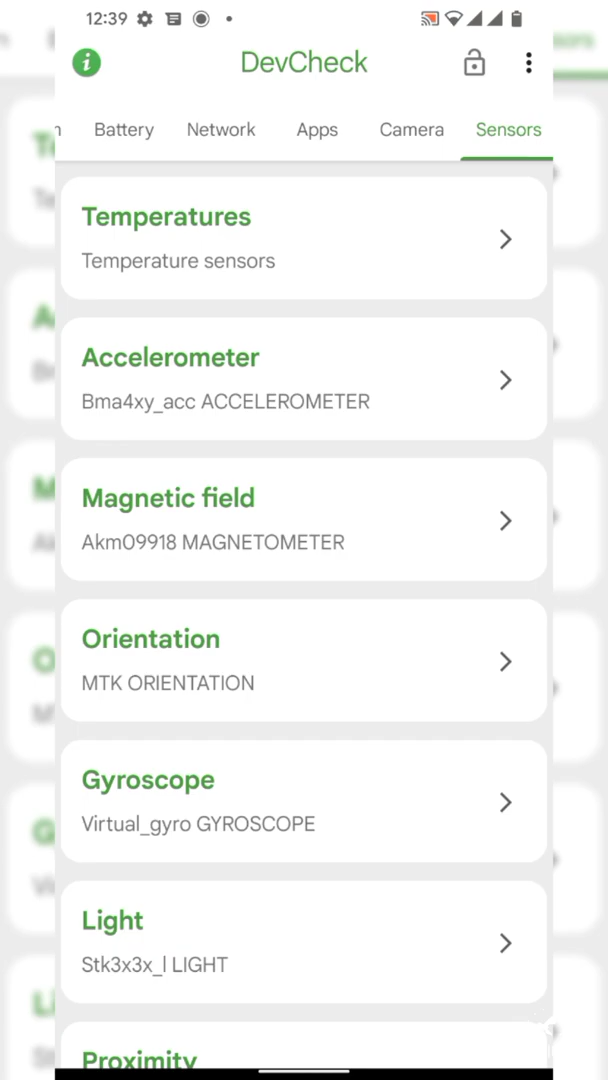 12:39
DevCheck
Battery Network Apps Camera Sensors
Temperatures
Temperature sensors
Accelerometer
Bma4xy_acc ACCELEROMETER
Magnetic field
Akm09918 MAGNETOMETER
Orientation
MTK ORIENTATION
Gyroscope
Virtual_gyro GYROSCOPE
Light
Stk3x3x_l LIGHT
Proximity